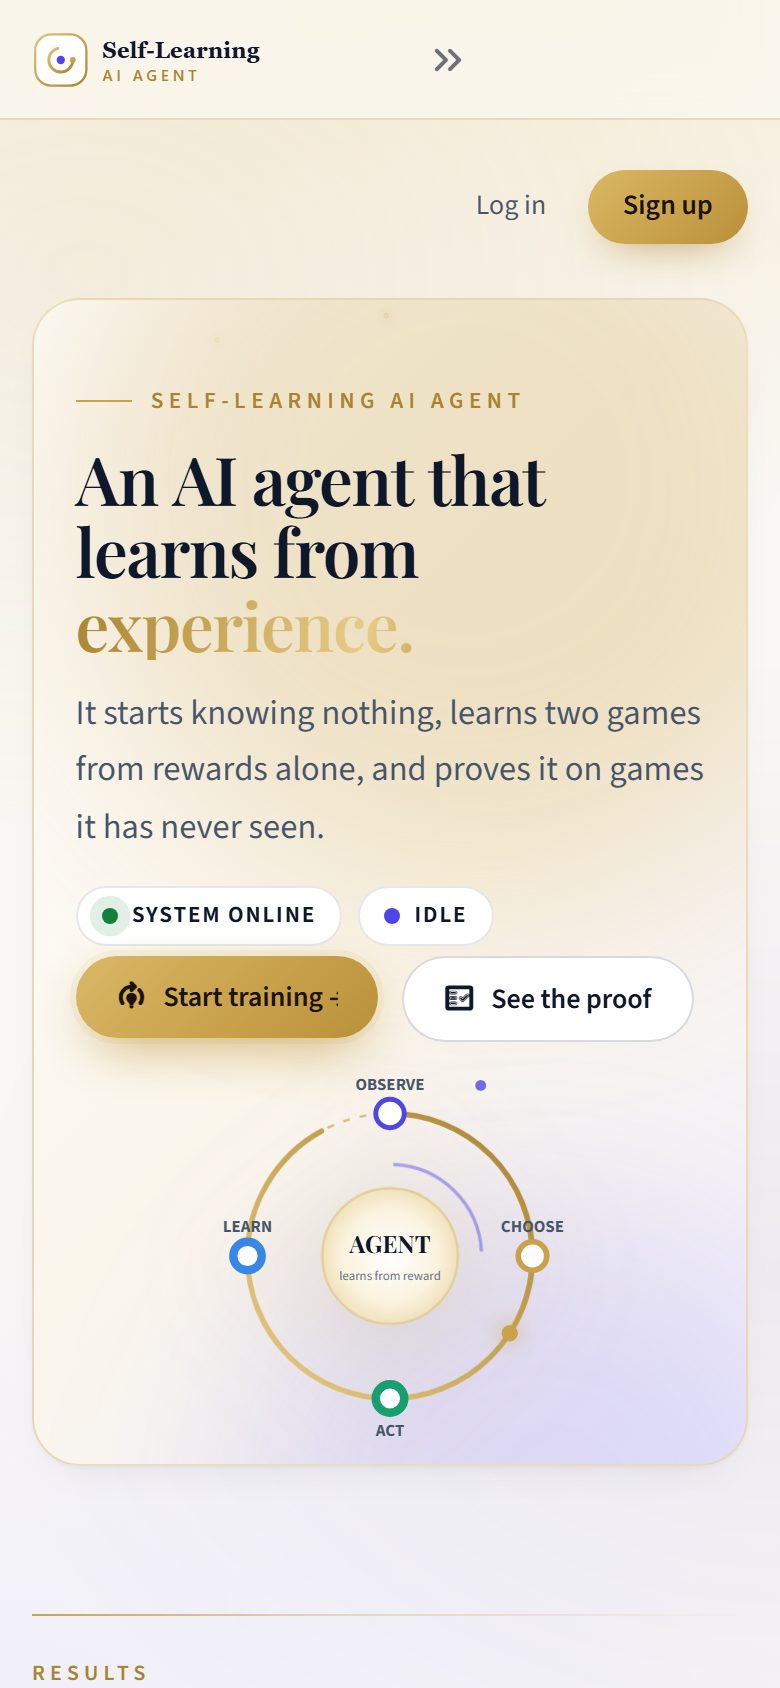 Self-Learning
AI AGENT
Log in
Sign up
SELF-LEARNING AI AGENT
An AI agent that
learns from
experience.
It starts knowing nothing, learns two games
from rewards alone, and proves it on games
it has never seen.
SYSTEM ONLINE
IDLE
Start training
See the proof
OBSERVE
LEARN
CHOOSE
AGENT
learns from reward
ACT
RESULTS